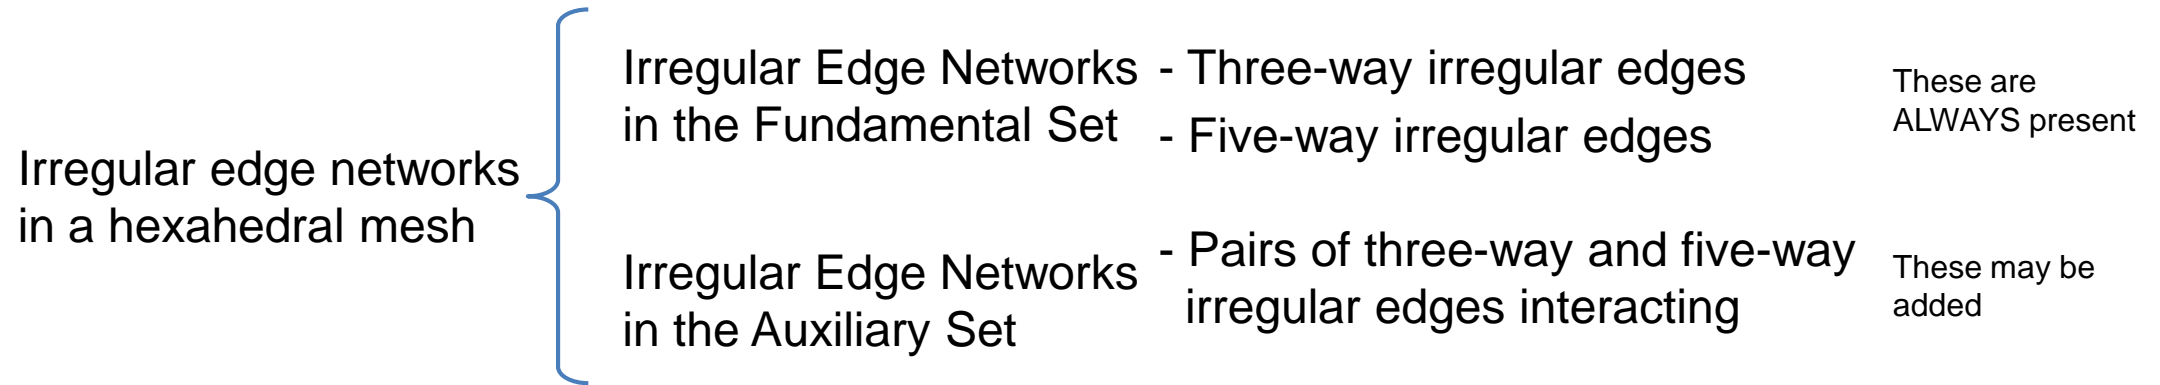 Irregular edge networks
in a hexahedral mesh
Irregular Edge Networks
in the Fundamental Set
- Three-way irregular edges
- Five-way irregular edges
These are
ALWAYS present
Irregular Edge Networks
in the Auxiliary Set
- Pairs of three-way and five-way
irregular edges interacting
These may be
added